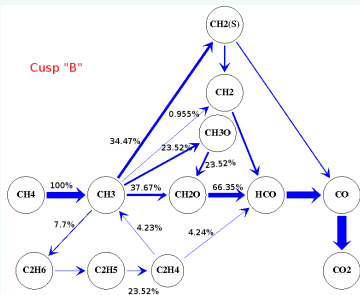 CH2(S)
Cusp "B"
CH2
0.955%
CH3O
34.47%
23.52%
23.52%
CH4
100%
CH3
37.67%
CH2O
66.35%
HCO
CO
7.7%
4.23%
4.24%
C2H6
C2H5
C2H4
CO2
23.52%